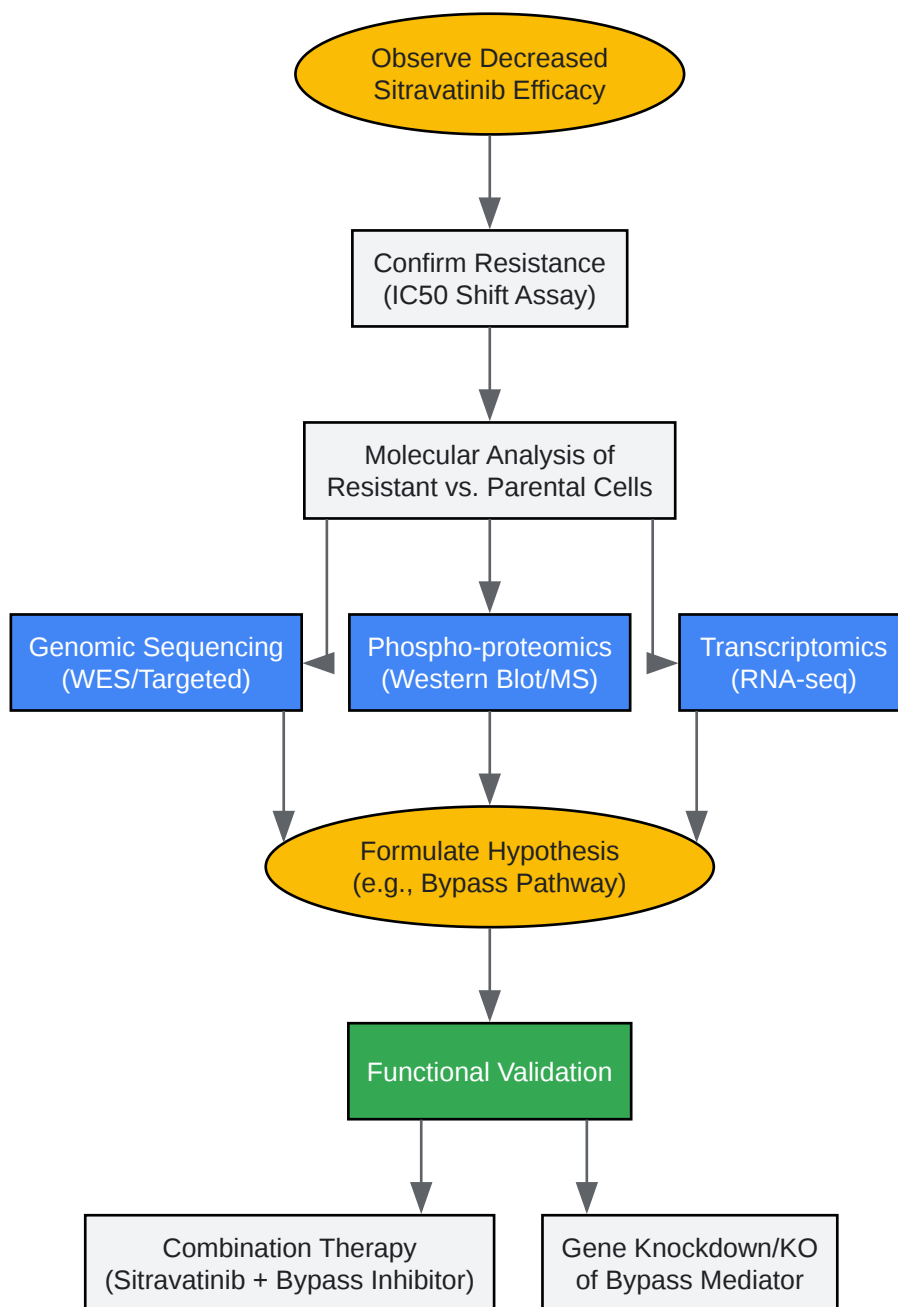 Observe Decreased
Sitravatinib Efficacy
Confirm Resistance
(IC50 Shift Assay)
Molecular Analysis of
Resistant vs. Parental Cells
Genomic Sequencing
(WES/Targeted)
Phospho-proteomics
(Western Blot/MS)
Transcriptomics
(RNA-seq)
Formulate Hypothesis
(e.g., Bypass Pathway)
Functional Validation
Combination Therapy
(Sitravatinib + Bypass Inhibitor)
Gene Knockdown/KO
of Bypass Mediator